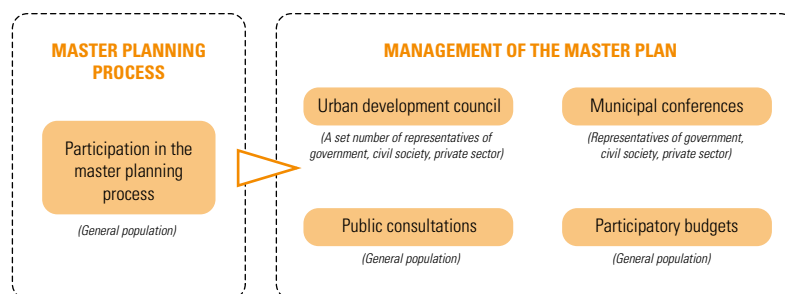 MASTER PLANNING
PROCESS
Participation in the
master planning
process
(General population)
MANAGEMENT OF THE MASTER PLAN
Urban development council
(A set number of representatives of
government, civil society, private sector)
Municipal conferences
(Representatives of government,
civil society, private sector)
Public consultations
(General population)
Participatory budgets
(General population)